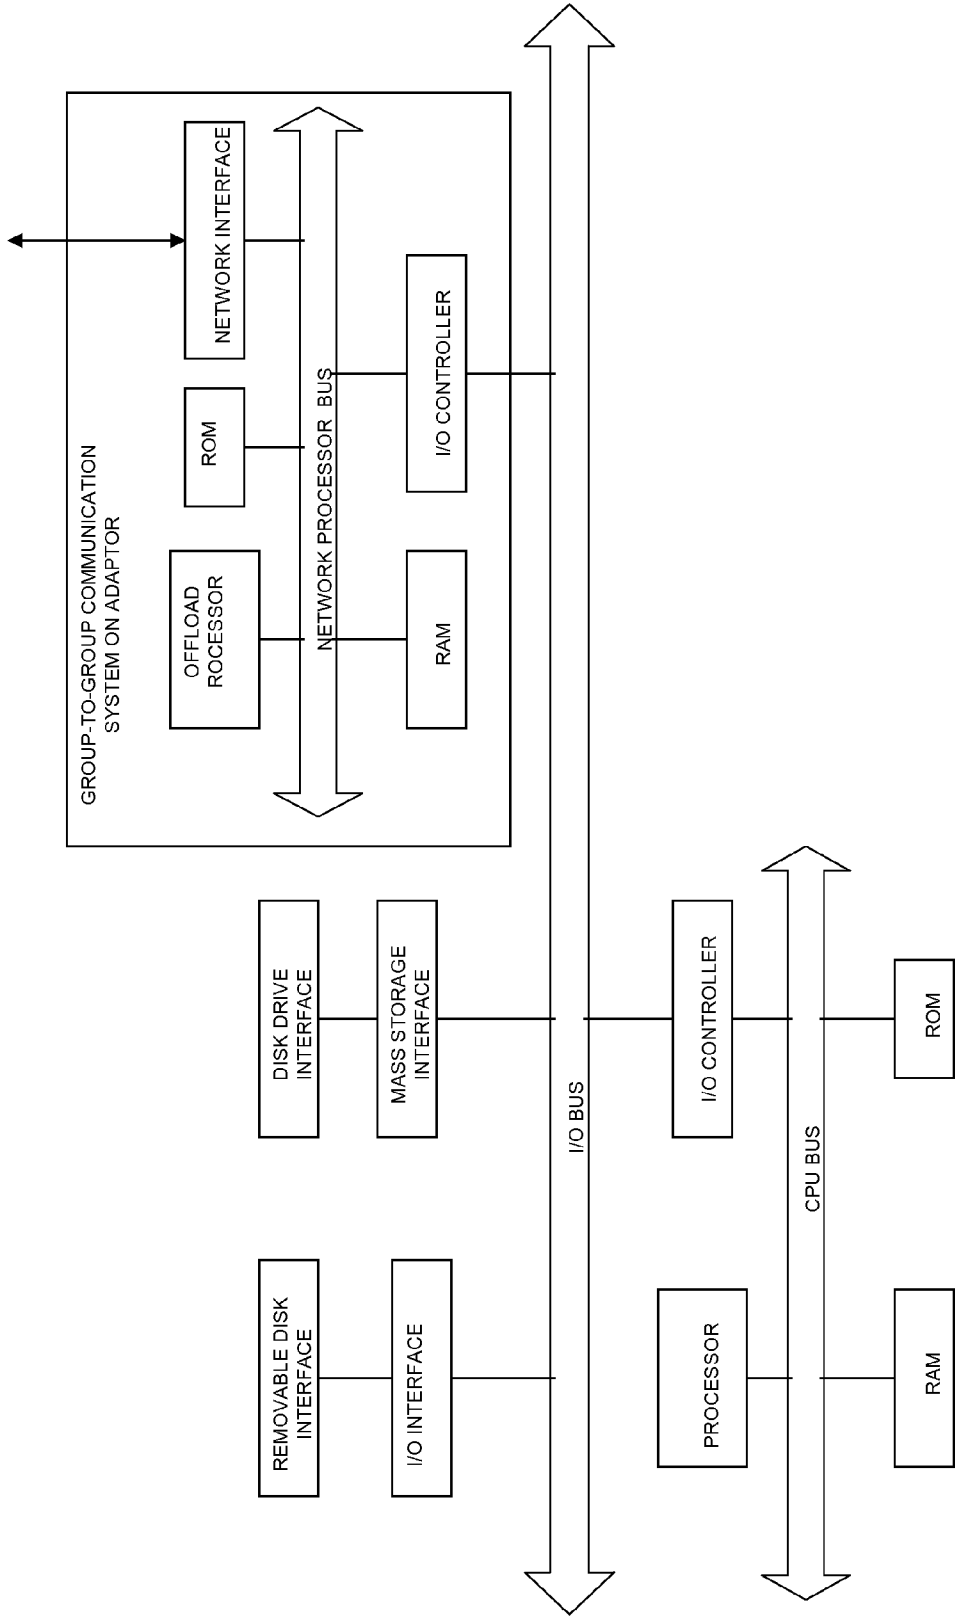 GROUP-TO-GROUP COMMUNICATION
SYSTEM ON ADAPTOR
OFFLOAD
ROCESSOR
ROM
NETWORK INTERFACE
NETWORK PROCESSOR BUS
RAM
I/O CONTROLLER
REMOVABLE DISK
INTERFACE
DISK DRIVE
INTERFACE
I/O INTERFACE
MASS STORAGE
INTERFACE
I/O BUS
PROCESSOR
I/O CONTROLLER
CPU BUS
RAM
ROM